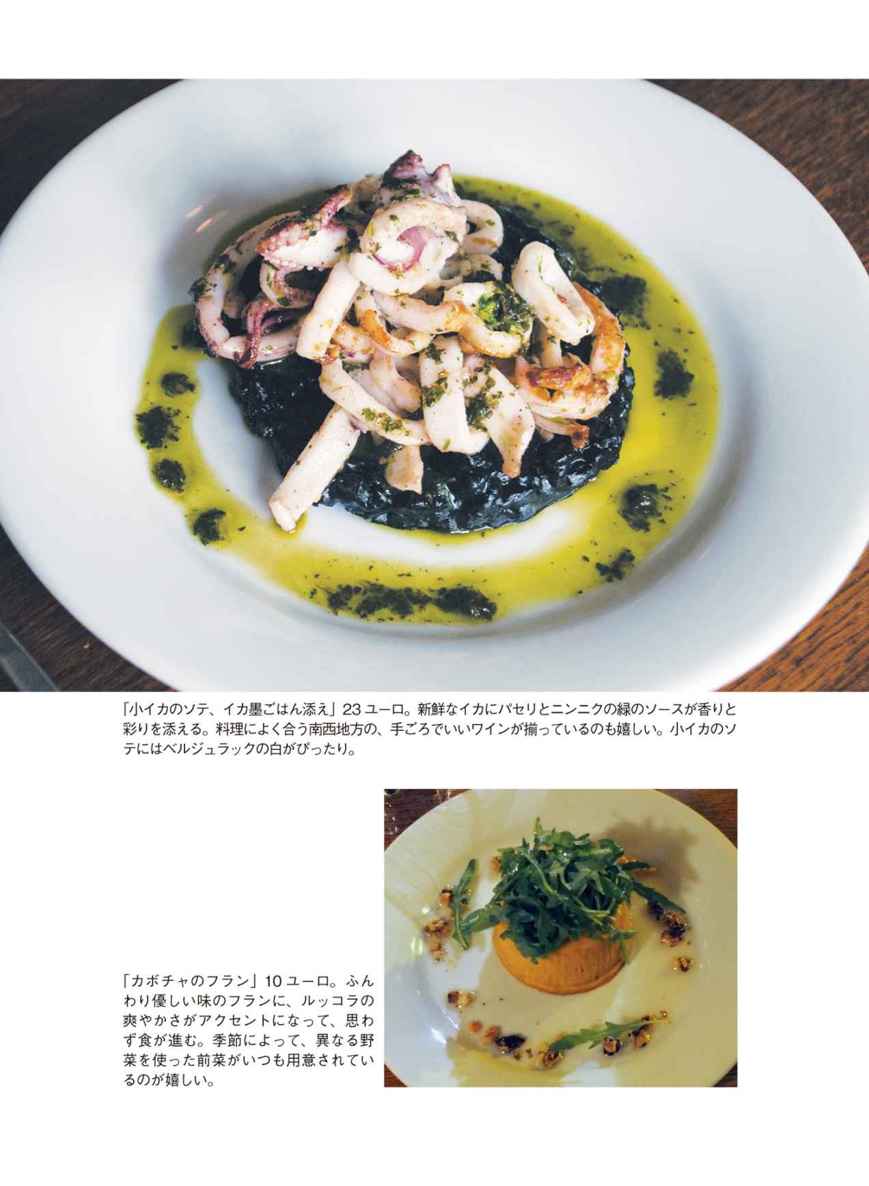 「小イカのソテ、イカ墨ごはん添え」23 ユーロ。新鮮なイカにパセリとニンニクの緑のソースが香りと
彩りを添える。料理によく合う南西地方の、手ごろでいいワインが揃っているのも嬉しい。小イカのソ
テにはベルジュラックの白がぴったり。
「カボチャのフラン」10 ユーロ。ふん
わり優しい味のフランに、ルッコラの
爽やかさがアクセントになって、思わ
ず食が進む。季節によって、異なる野
菜を使った前菜がいつも用意されてい
るのが嬉しい。